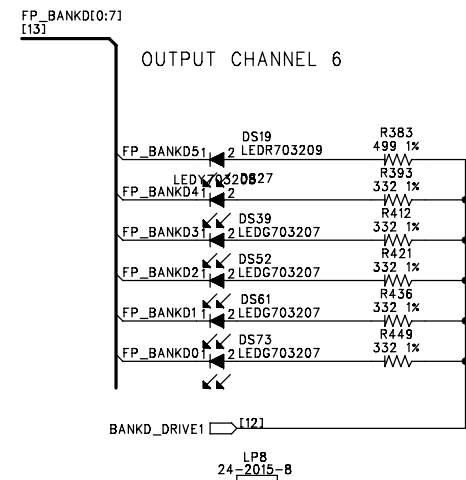 FP_BANKD[0:7]
[13]
OUTPUT CHANNEL 6
DS19
R383
FP_BANKD5 1 2 LEDR703209
499 1%
LEDY703208 DS27
R393
FP_BANKD4 1 2
332 1%
DS39
R412
FP_BANKD3 1 2 LEDG703207
332 1%
DS52
R421
FP_BANKD2 1 2 LEDG703207
332 1%
DS61
R436
FP_BANKD1 1 2 LEDG703207
332 1%
DS73
R449
FP_BANKD0 1 2 LEDG703207
332 1%
BANKD_DRIVE1 [12]
LP8
24-2015-8